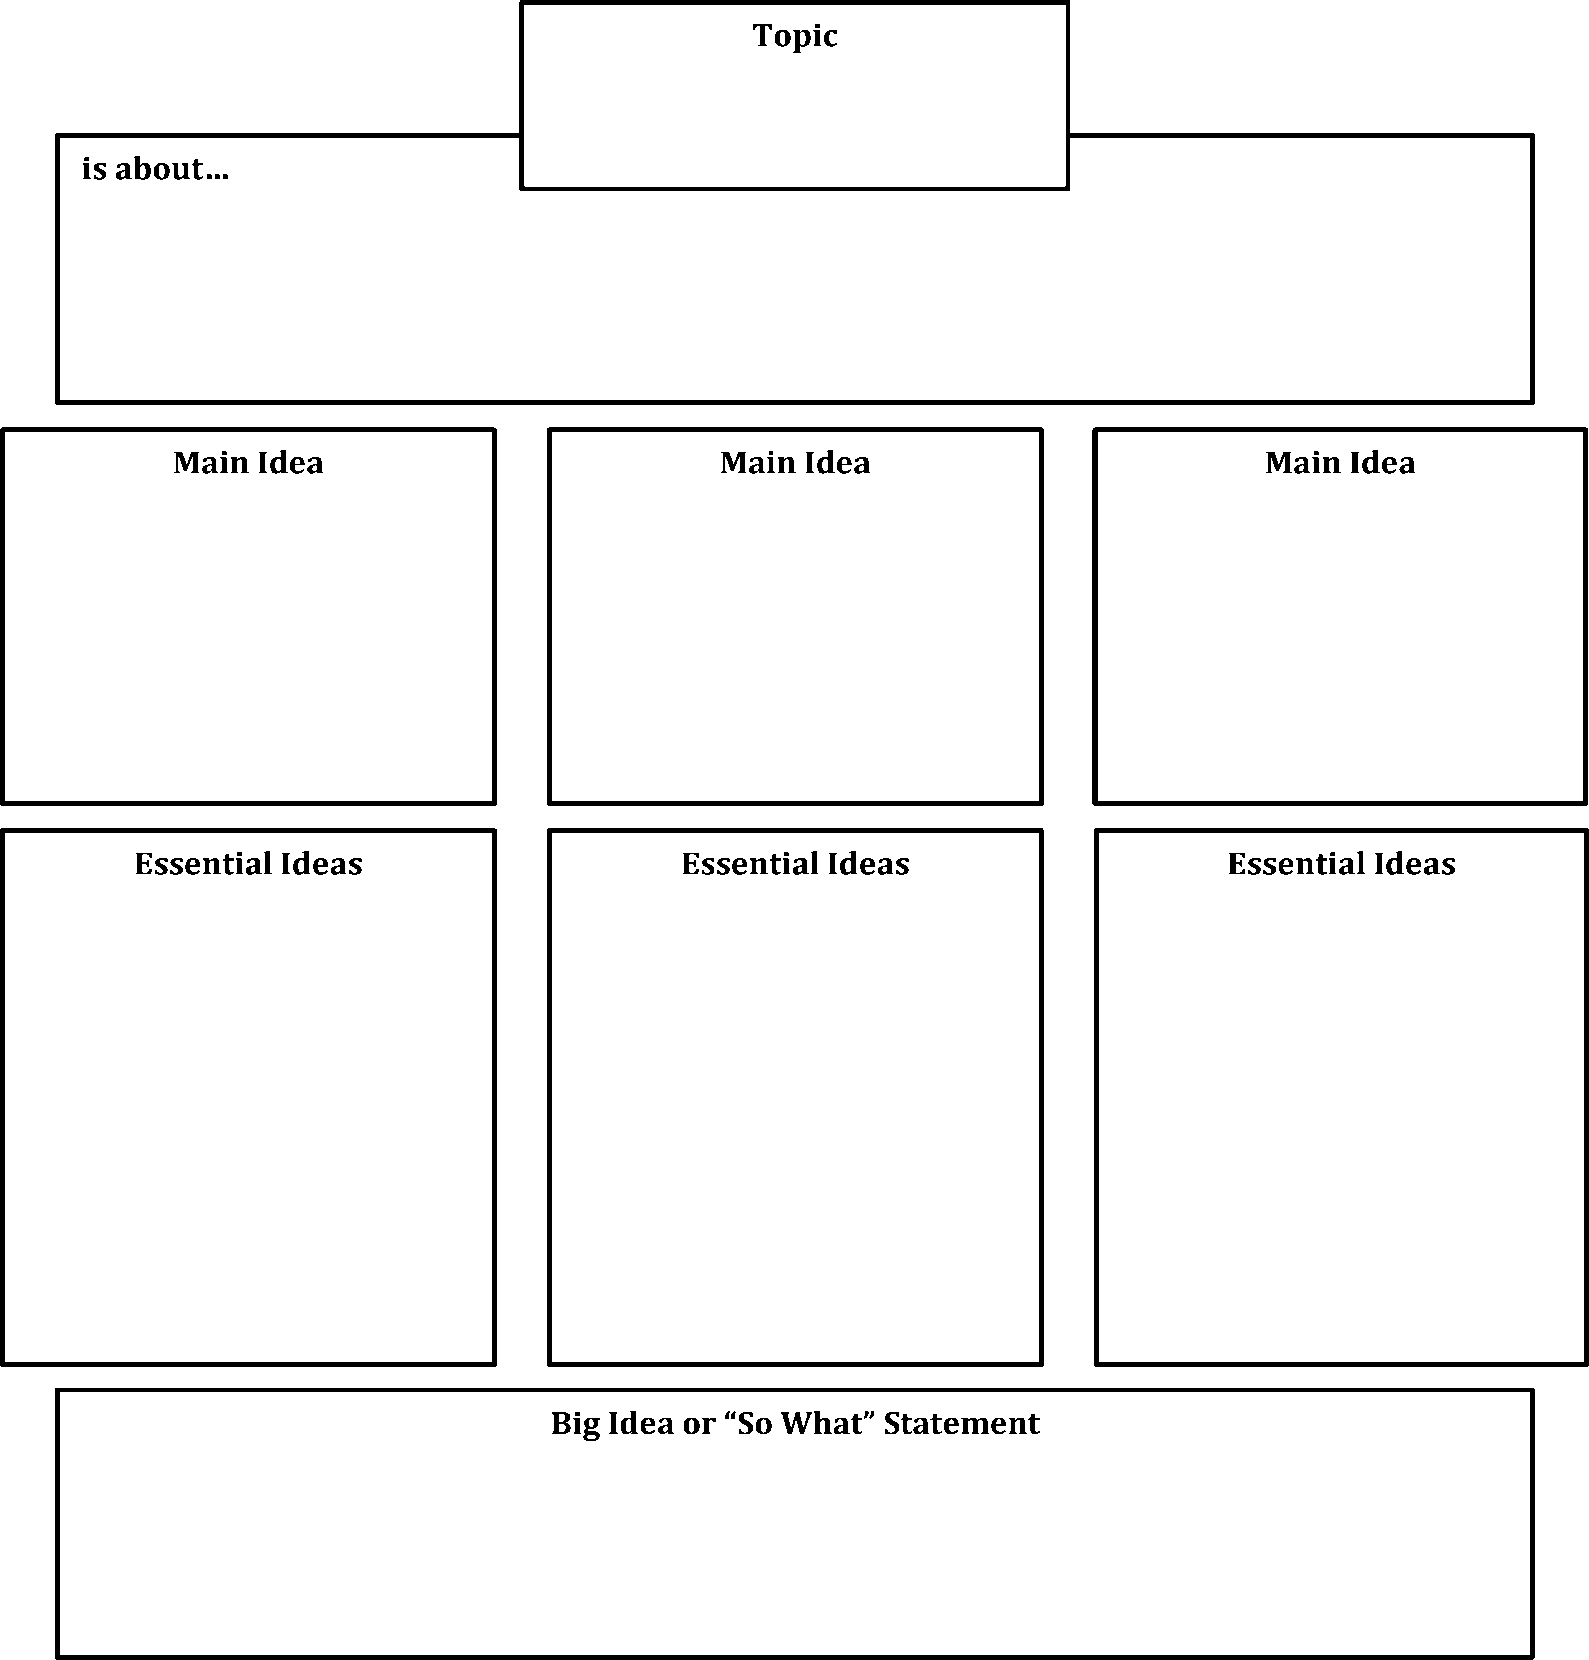 Topic
is about…
Main Idea
Main Idea
Main Idea
Essential Ideas
Essential Ideas
Essential Ideas
Big Idea or “So What” Statement